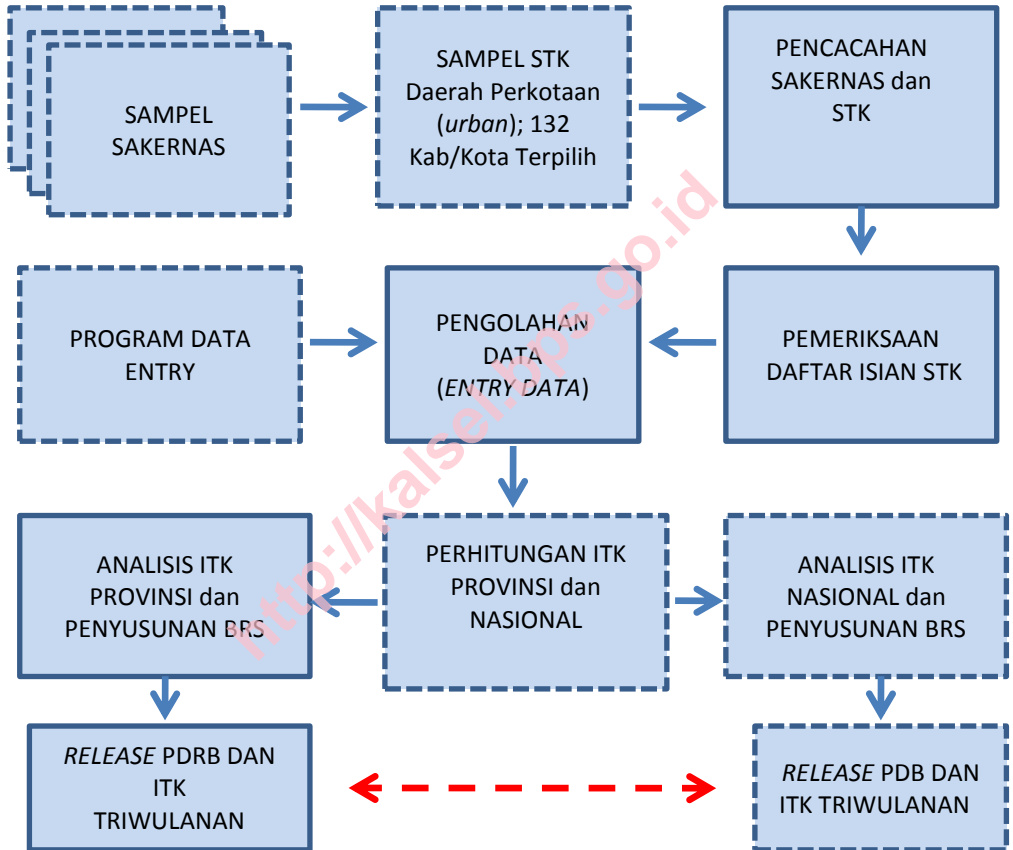 SAMPEL
SAKERNAS
SAMPEL STK
Daerah Perkotaan
(urban); 132
Kab/Kota Terpilih
PENCACAHAN
SAKERNAS dan
STK
PROGRAM DATA
ENTRY
PENGOLAHAN
DATA
(ENTRY DATA)
PEMERIKSAAN
DAFTAR ISIAN STK
ANALISIS ITK
PROVINSI dan
PENYUSUNAN BRS
PERHITUNGAN ITK
PROVINSI dan
NASIONAL
ANALISIS ITK
NASIONAL dan
PENYUSUNAN BRS
RELEASE PDRB DAN
ITK
TRIWULANAN
RELEASE PDB DAN
ITK TRIWULANAN
http://kalsel.bps.go.id